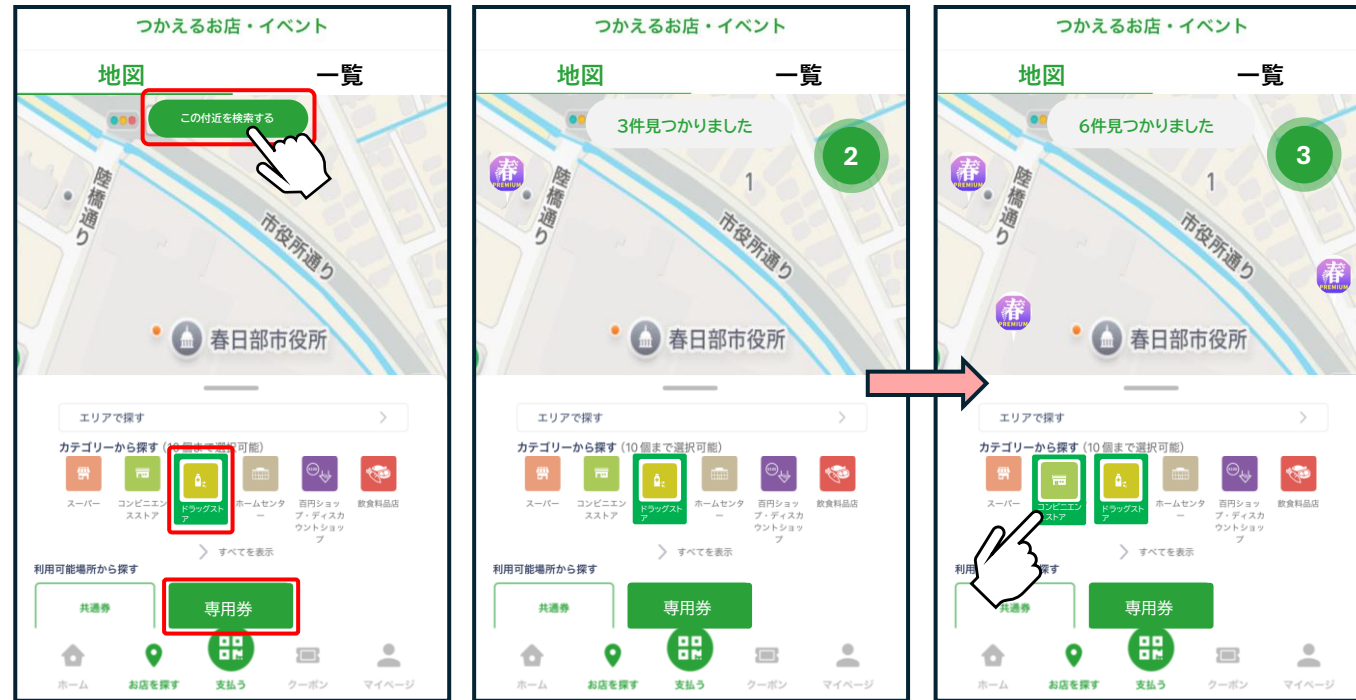 つかえるお店・イベント
地図
一覧
この付近を検索する
陸橋通り
市役所通り
春日部市役所
エリアで探す
カテゴリーから探す (10個まで選択可能)
スーパー
コンビニエン
スストア
ドラッグスト
ア
ホームセンタ
ー
百円ショッ
プ・ディスカ
ウントショッ
プ
飲食料品店
すべてを表示
利用可能場所から探す
共通券
専用券
ホーム
お店を探す
支払う
クーポン
マイページ
つかえるお店・イベント
地図
一覧
3件見つかりました
2
春
PREMIUM
1
陸橋通り
市役所通り
春日部市役所
エリアで探す
カテゴリーから探す (10個まで選択可能)
スーパー
コンビニエン
スストア
ドラッグスト
ア
ホームセンタ
ー
百円ショッ
プ・ディスカ
ウントショッ
プ
飲食料品店
すべてを表示
利用可能場所から探す
共通券
専用券
ホーム
お店を探す
支払う
クーポン
マイページ
つかえるお店・イベント
地図
一覧
6件見つかりました
3
春
PREMIUM
1
陸橋通り
市役所通り
春
PREMIUM
春
PREMIUM
春日部市役所
エリアで探す
カテゴリーから探す (10個まで選択可能)
スーパー
コンビニエン
スストア
ドラッグスト
ア
ホームセンタ
ー
百円ショッ
プ・ディスカ
ウントショッ
プ
飲食料品店
すべてを表示
利用 探す
共通券
専用券
ホーム
お店を探す
支払う
クーポン
マイページ